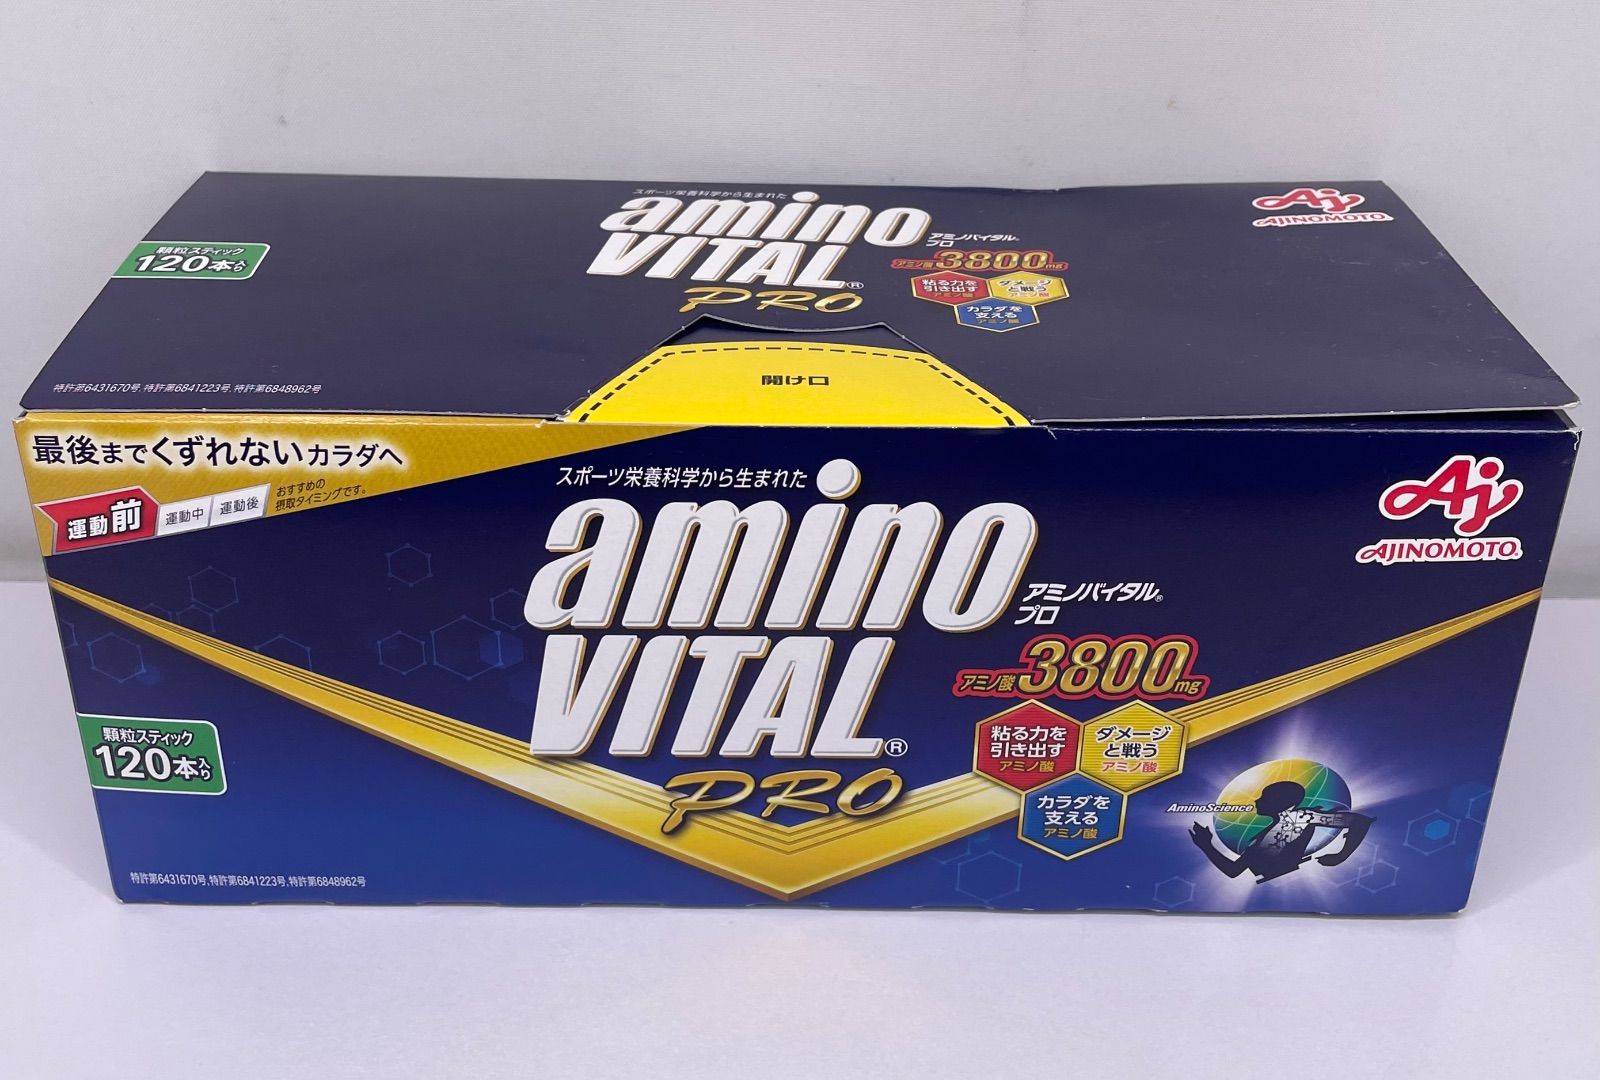 スポーツ栄養科学から生まれた
amino
VITAL®
PRO
アミノバイタル®
プロ
アミノ酸3800mg
粘る力を
引き出す
アミノ酸
ダメージ
と戦う
アミノ酸
カラダを
支える
アミノ酸
Aj
AJINOMOTO
顆粒スティック
120本入り
特許第6431670号,特許第6841223号,特許第6848962号
開け口
最後までくずれないカラダへ
運動前
運動中
運動後
おすすめの
摂取タイミングです。
スポーツ栄養科学から生まれた
amino
VITAL®
PRO
アミノバイタル®
プロ
アミノ酸3800mg
粘る力を
引き出す
アミノ酸
ダメージ
と戦う
アミノ酸
カラダを
支える
アミノ酸
Aj
AJINOMOTO®
AminoScience
顆粒スティック
120本入り
特許第6431670号,特許第6841223号,特許第6848962号